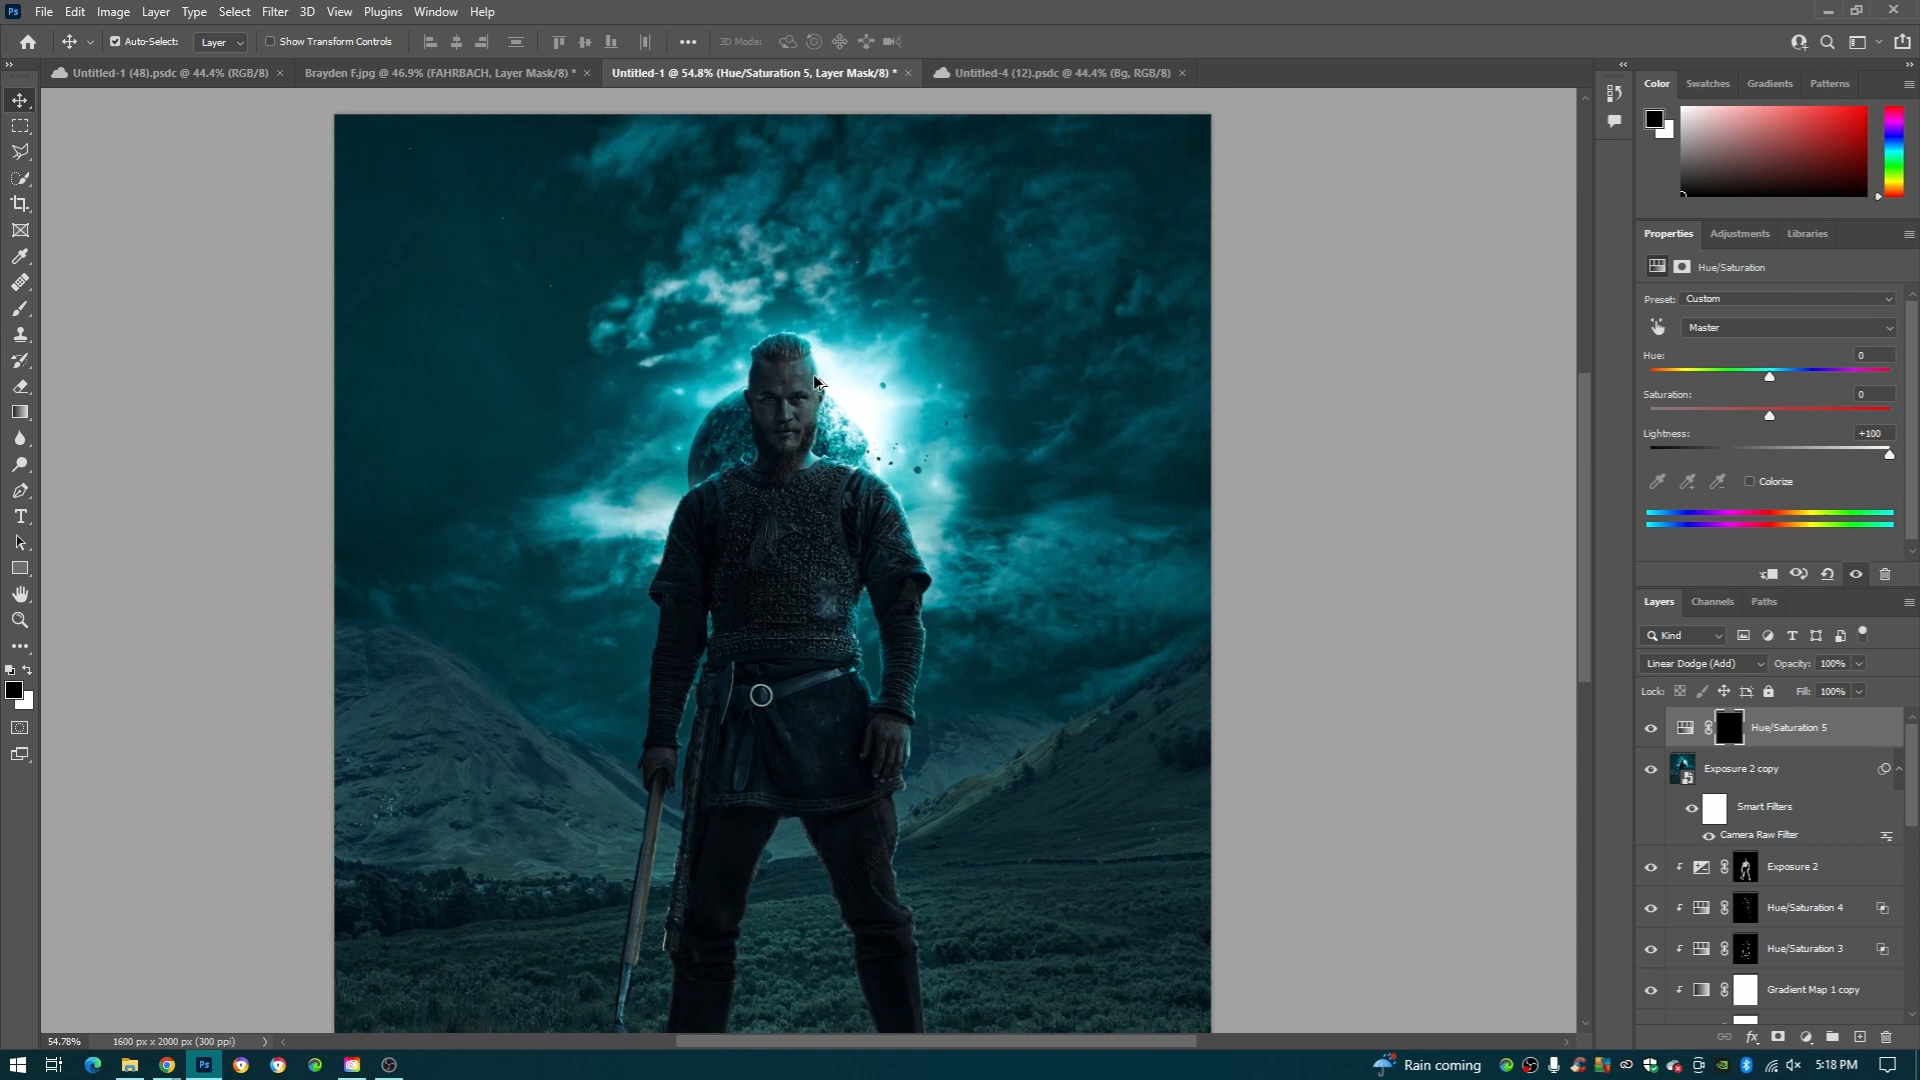 Ps File Edit Image Layer Type Select Filter 3D View Plugins Window Help
Auto-Select: Layer Show Transform Controls 3D Mode:
Untitled-1 (48).psdc @ 44.4% (RGB/8) Brayden F.jpg @ 46.9% (FAHRBACH, Layer Mask/8) * Untitled-1 @ 54.8% (Hue/Saturation 5, Layer Mask/8) * Untitled-4 (12).psdc @ 44.4% (Bg, RGB/8)
Color Swatches Gradients Patterns
Properties Adjustments Libraries
Hue/Saturation
Preset: Custom
Master
Hue: 0
Saturation: 0
Lightness: +100
Colorize
Layers Channels Paths
Kind
Linear Dodge (Add) Opacity: 100%
Lock: Fill: 100%
Hue/Saturation 5
Exposure 2 copy
Smart Filters
Camera Raw Filter
Exposure 2
Hue/Saturation 4
Hue/Saturation 3
Gradient Map 1 copy
54.78% 1600 px x 2000 px (300 ppi)
Ps Rain coming 5:18 PM